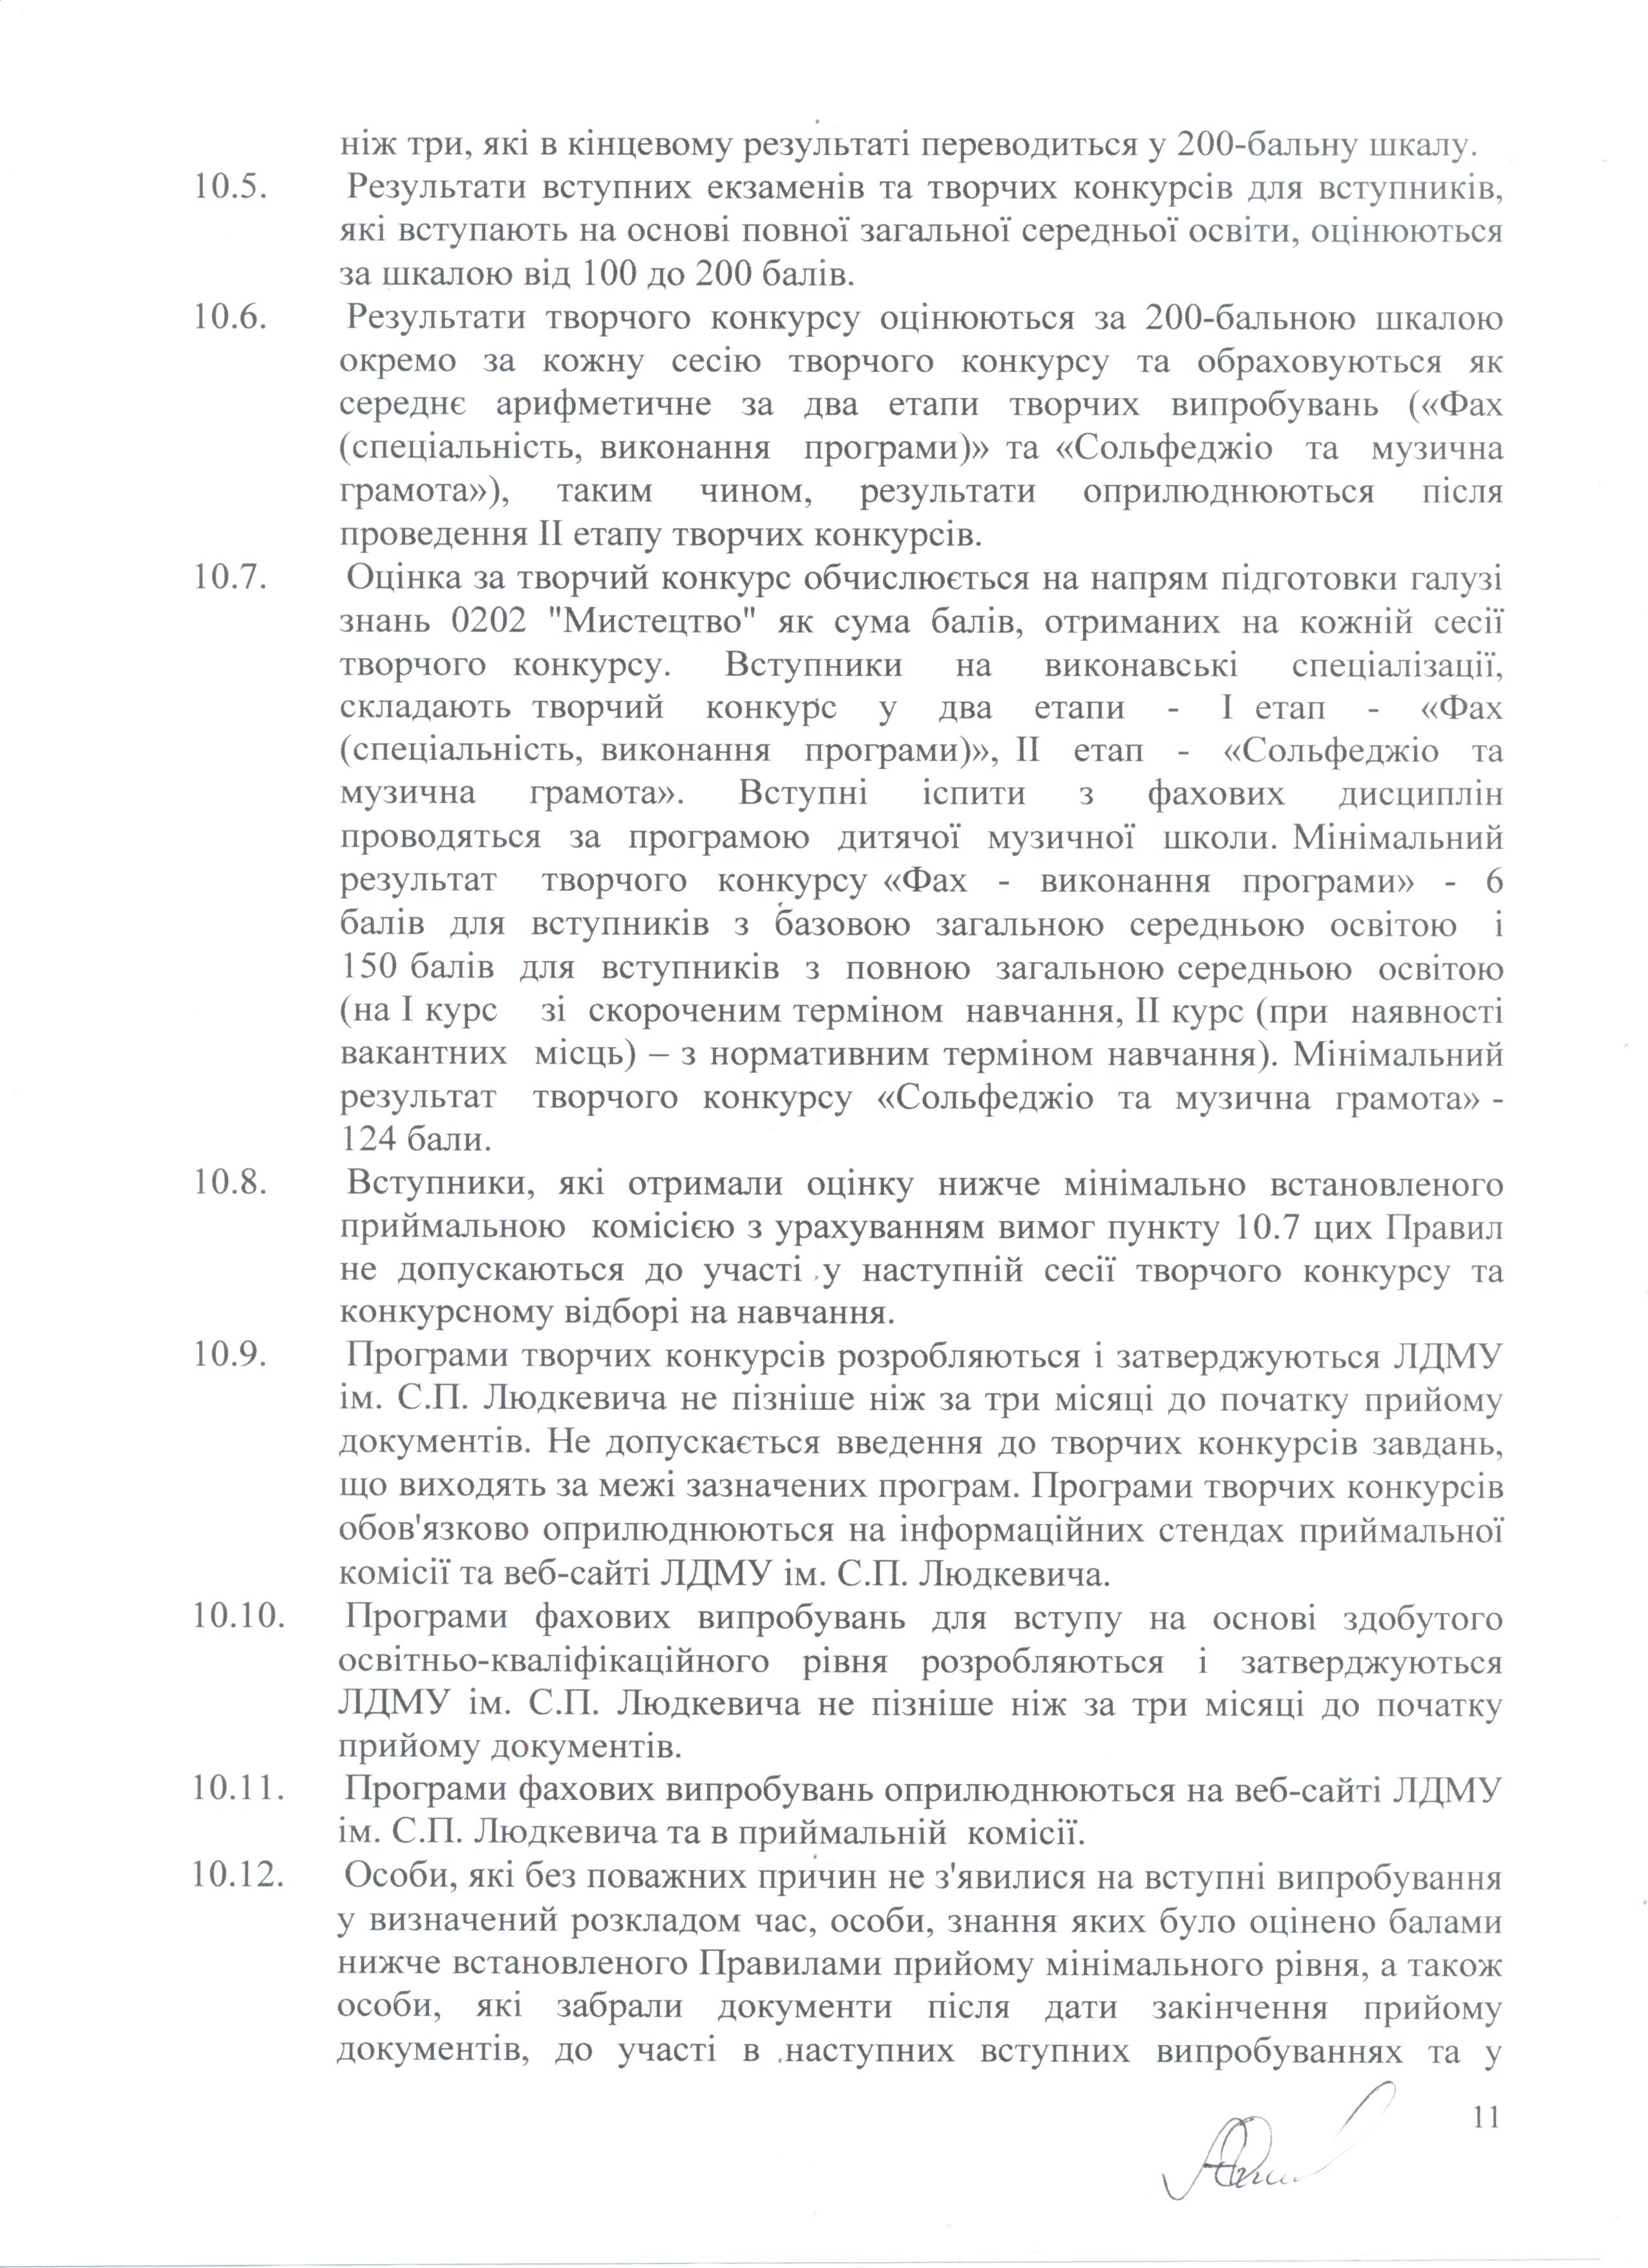 ніж три, які в кінцевому результаті переводиться у 200-бальну шкалу.
10.5. Результати вступних екзаменів та творчих конкурсів для вступників,
які вступають на основі повної загальної середньої освіти, оцінюються
за шкалою від 100 до 200 балів.
10.6. Результати творчого конкурсу оцінюються за 200-бальною шкалою
окремо за кожну сесію творчого конкурсу та обраховуються як
середнє арифметичне за два етапи творчих випробувань («Фах
(спеціальність, виконання програми)» та «Сольфеджіо та музична
грамота»), таким чином, результати оприлюднюються після
проведення II етапу творчих конкурсів.
10.7. Оцінка за творчий конкурс обчислюється на напрям підготовки галузі
знань 0202 "Мистецтво" як сума балів, отриманих на кожній сесії
творчого конкурсу. Вступники на виконавські спеціалізації,
складають творчий конкурс у два етапи - I етап - «Фах
(спеціальність, виконання програми)», II етап - «Сольфеджіо та
музична грамота». Вступні іспити з фахових дисциплін
проводяться за програмою дитячої музичної школи. Мінімальний
результат творчого конкурсу «Фах - виконання програми» - 6
балів для вступників з базовою загальною середньою освітою і
150 балів для вступників з повною загальною середньою освітою
(на I курс зі скороченим терміном навчання, II курс (при наявності
вакантних місць) – з нормативним терміном навчання). Мінімальний
результат творчого конкурсу «Сольфеджіо та музична грамота» -
124 бали.
10.8. Вступники, які отримали оцінку нижче мінімально встановленого
приймальною комісією з урахуванням вимог пункту 10.7 цих Правил
не допускаються до участі у наступній сесії творчого конкурсу та
конкурсному відборі на навчання.
10.9. Програми творчих конкурсів розробляються і затверджуються ЛДМУ
ім. С.П. Людкевича не пізніше ніж за три місяці до початку прийому
документів. Не допускається введення до творчих конкурсів завдань,
що виходять за межі зазначених програм. Програми творчих конкурсів
обов'язково оприлюднюються на інформаційних стендах приймальної
комісії та веб-сайті ЛДМУ ім. С.П. Людкевича.
10.10. Програми фахових випробувань для вступу на основі здобутого
освітньо-кваліфікаційного рівня розробляються і затверджуються
ЛДМУ ім. С.П. Людкевича не пізніше ніж за три місяці до початку
прийому документів.
10.11. Програми фахових випробувань оприлюднюються на веб-сайті ЛДМУ
ім. С.П. Людкевича та в приймальній комісії.
10.12. Особи, які без поважних причин не з'явилися на вступні випробування
у визначений розкладом час, особи, знання яких було оцінено балами
нижче встановленого Правилами прийому мінімального рівня, а також
особи, які забрали документи після дати закінчення прийому
документів, до участі в наступних вступних випробуваннях та у
11